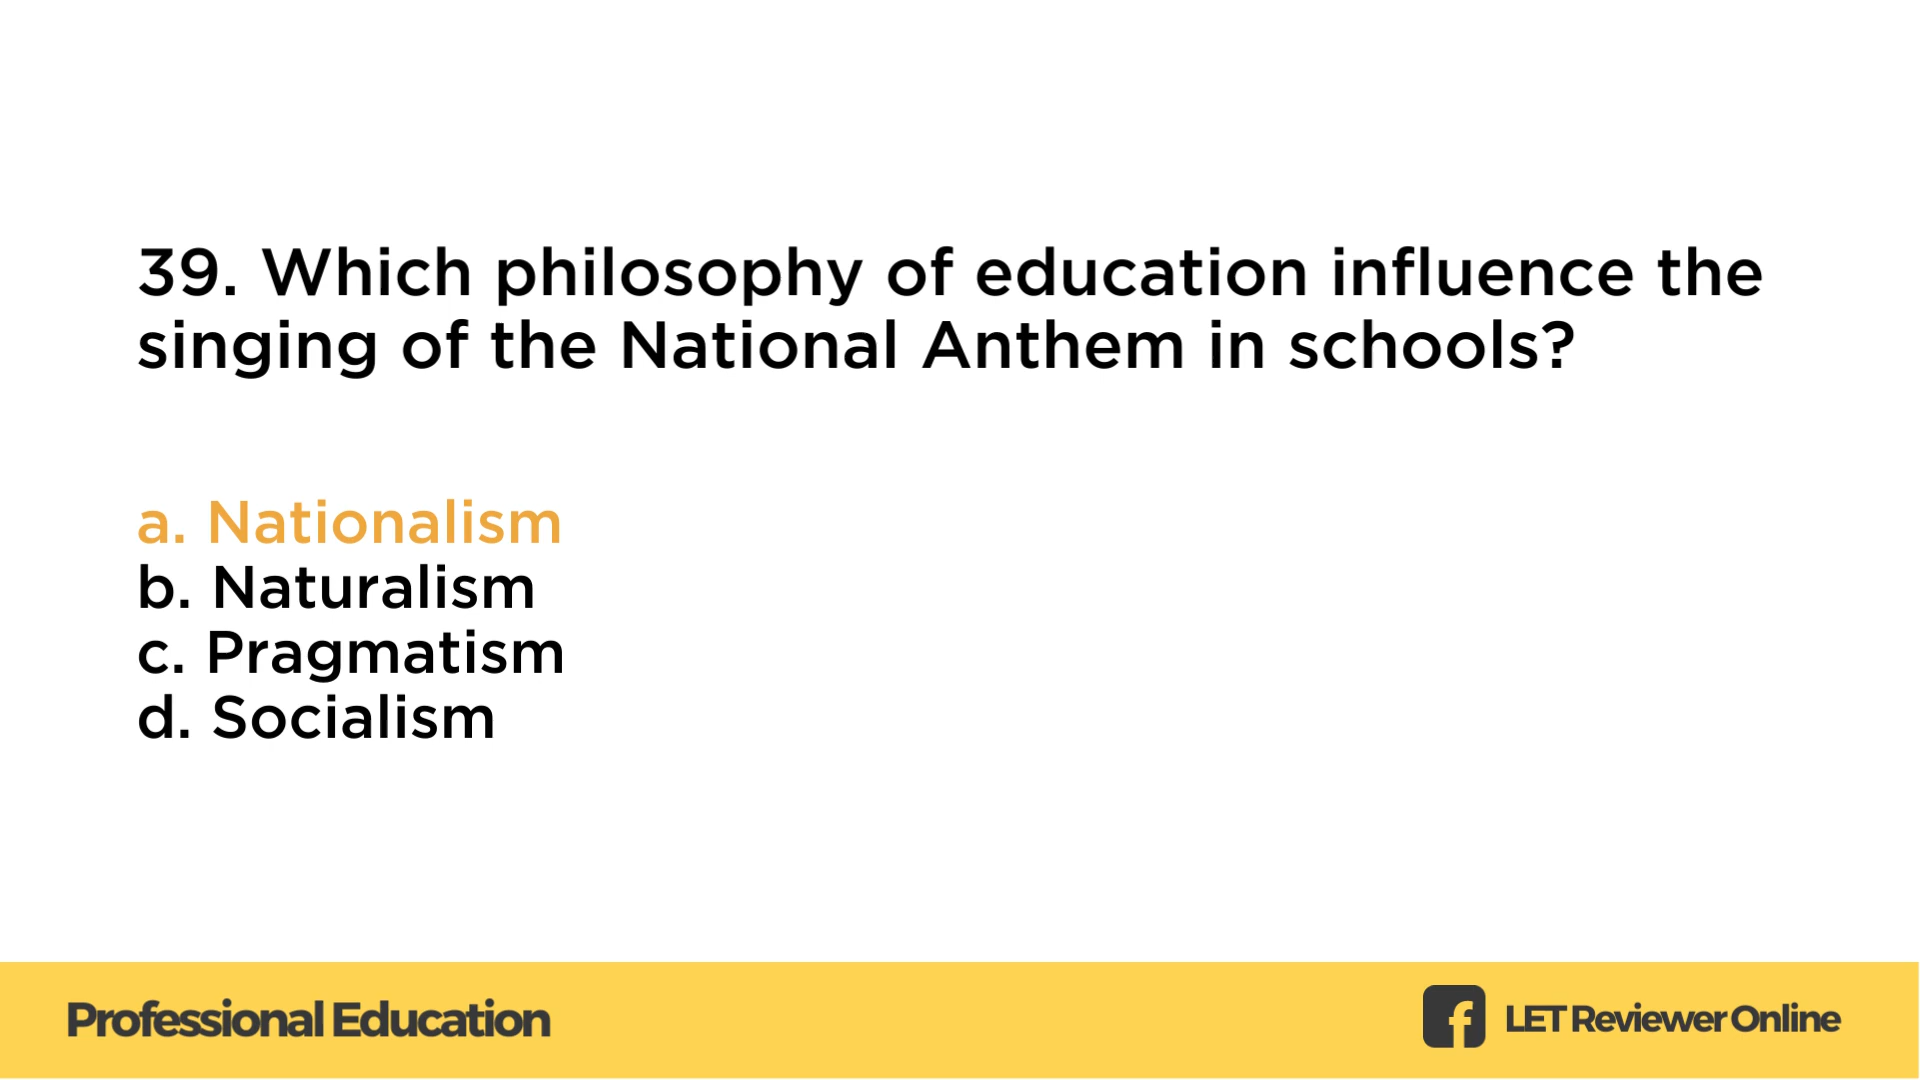 39. Which philosophy of education influence the
singing of the National Anthem in schools?
a. Nationalism
b. Naturalism
c. Pragmatism
d. Socialism
Professional Education
f LET Reviewer Online